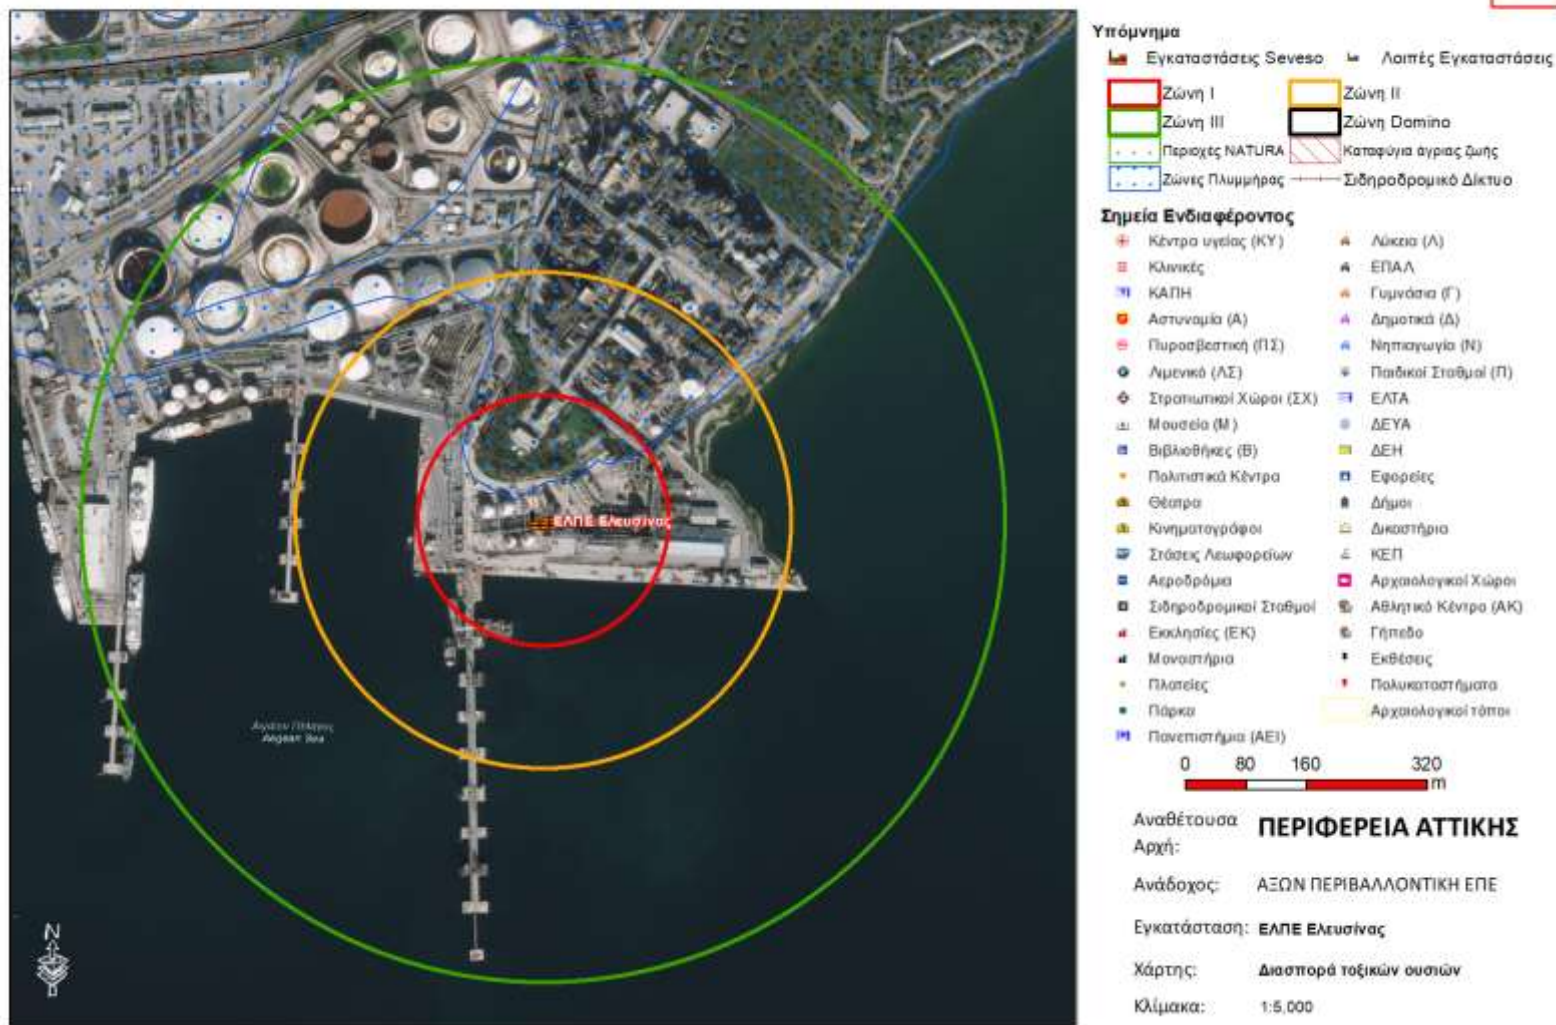 Υπόμνημα
Εγκαταστάσεις Seveso Λοιπές Εγκαταστάσεις
Ζώνη I Ζώνη II
Ζώνη III Ζώνη Domino
Περιοχές NATURA Καταφύγια άγριας ζωής
Ζώνες Πλυμμήρας Σιδηροδρομικό Δίκτυο
Σημεία Ενδιαφέροντος
Κέντρα υγείας (ΚΥ) Λύκεια (Λ)
Κλινικές ΕΠΑΛ
ΚΑΠΗ Γυμνάσια (Γ)
Αστυνομία (Α) Δημοτικά (Δ)
Πυροσβεστική (ΠΣ) Νηπιαγωγία (Ν)
Λιμενικό (ΛΣ) Παιδικοί Σταθμοί (Π)
Στρατιωτικοί Χώροι (ΣΧ) ΕΛΤΑ
Μουσεία (Μ) ΔΕΥΑ
Βιβλιοθήκες (Β) ΔΕΗ
Πολιτιστικά Κέντρα Εφορείες
Θέατρα Δήμοι
Κινηματογράφοι Δικαστήρια
Στάσεις Λεωφορείων ΚΕΠ
Αεροδρόμια Αρχαιολογικοί Χώροι
Σιδηροδρομικοί Σταθμοί Αθλητικό Κέντρο (ΑΚ)
Εκκλησίες (ΕΚ) Γήπεδο
Μοναστήρια Εκθέσεις
Πλατείες Πολυκαταστήματα
Πάρκα Αρχαιολογικοί τόποι
Πανεπιστήμια (ΑΕΙ)
0 80 160 320
m
ΕΛΠΕ Ελευσίνας
Αιγαίον Πέλαγος
Aegean Sea
N
Αναθέτουσα Αρχή: ΠΕΡΙΦΕΡΕΙΑ ΑΤΤΙΚΗΣ
Ανάδοχος: ΑΞΩΝ ΠΕΡΙΒΑΛΛΟΝΤΙΚΗ ΕΠΕ
Εγκατάσταση: ΕΛΠΕ Ελευσίνας
Χάρτης: Διασπορά τοξικών ουσιών
Κλίμακα: 1:5,000